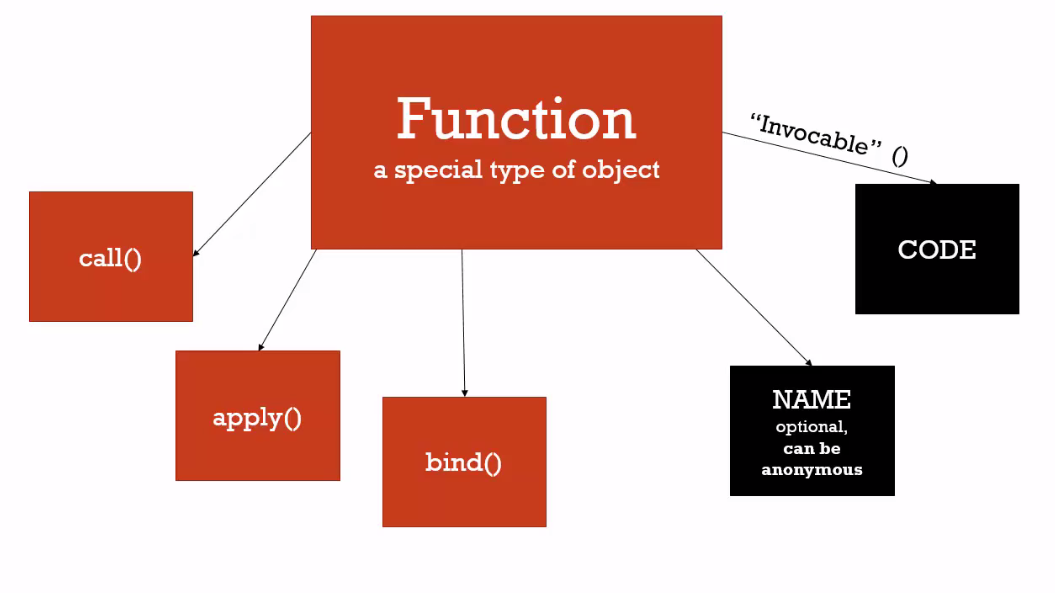 Function
a special type of object
“Invocable” ()
CODE
call()
apply()
bind()
NAME
optional,
can be
anonymous